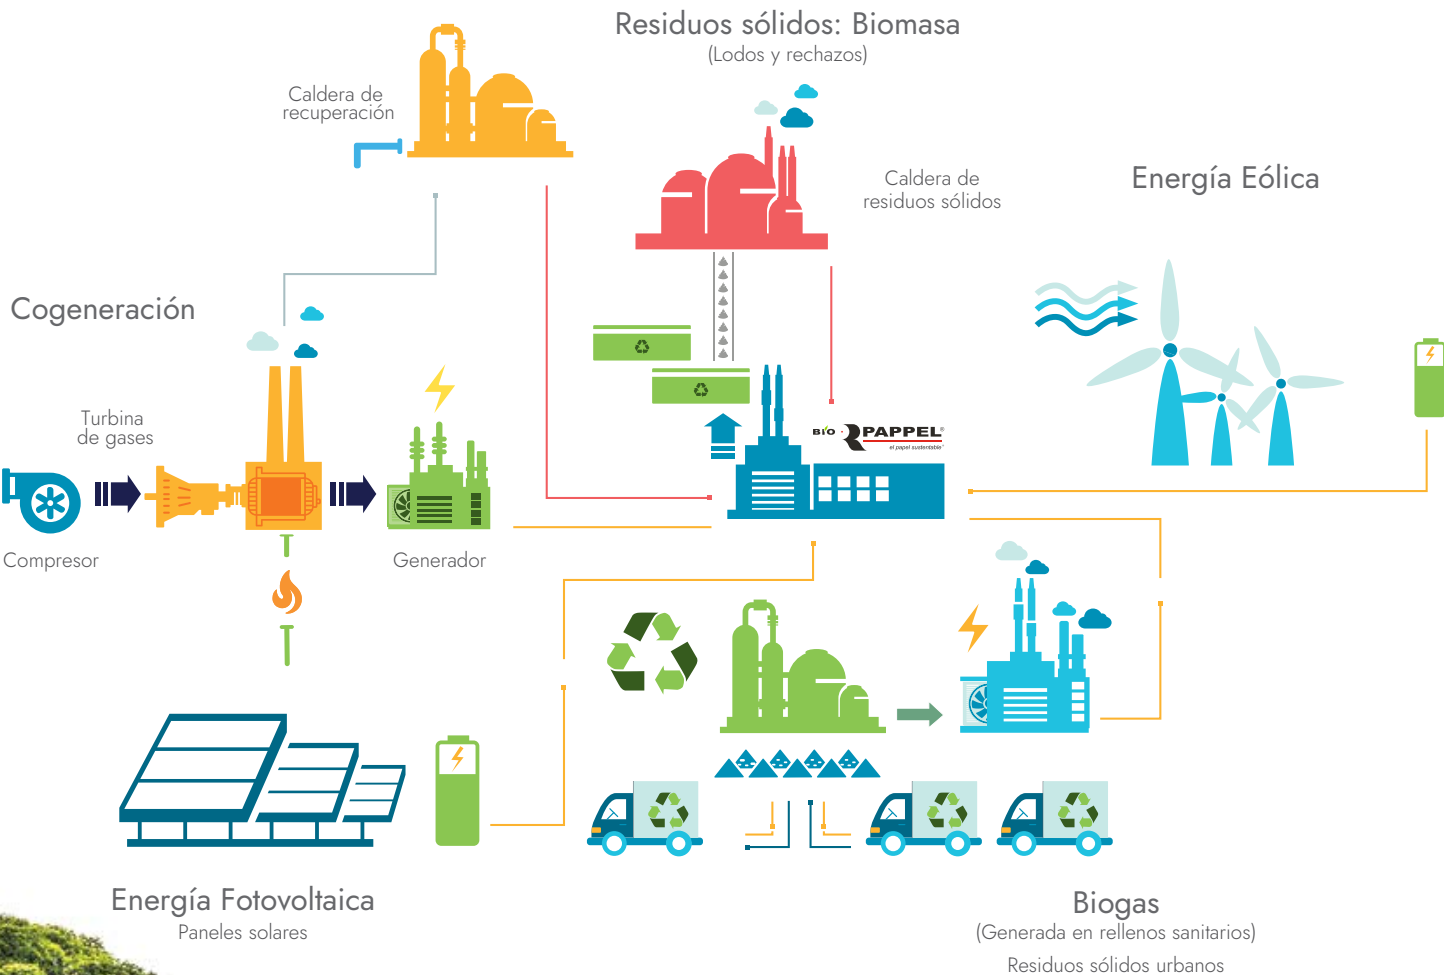 Residuos sólidos: Biomasa
(Lodos y rechazos)
Caldera de
recuperación
Caldera de
residuos sólidos
Energía Eólica
Cogeneración
Turbina
de gases
BIO PAPPEL®
el papel sustentable
Compresor
Generador
Energía Fotovoltaica
Paneles solares
Biogas
(Generada en rellenos sanitarios)
Residuos sólidos urbanos